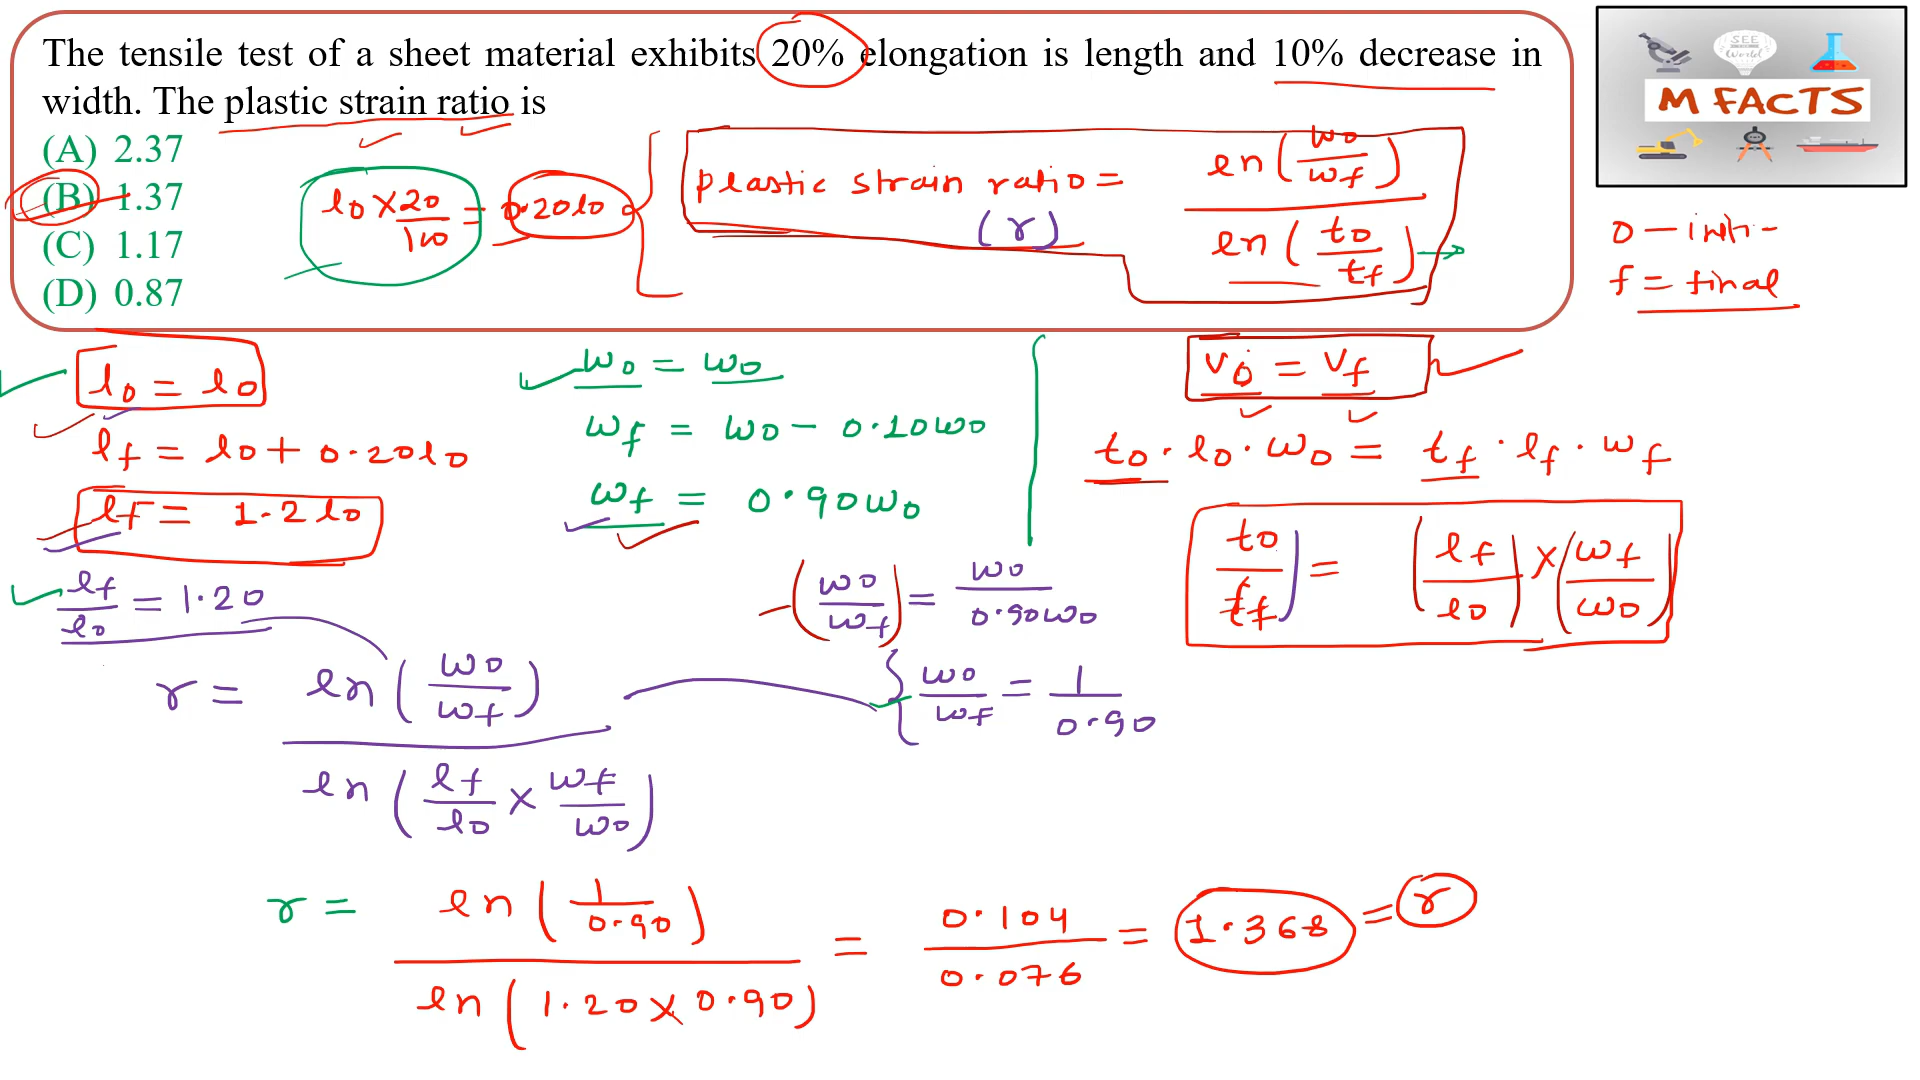 The tensile test of a sheet material exhibits 20% elongation is length and 10% decrease in
width. The plastic strain ratio is
(A) 2.37
(B) 1.37
(C) 1.17
(D) 0.87
SEE
World
M FACTS
l0 × 20/100 = 0.20l0
plastic strain ratio = ln(w0/wf) / ln(t0/tf)
(r)
0 – inti-
f = final
l0 = l0
lf = l0 + 0.20l0
lf = 1.2l0
lf/l0 = 1.20
w0 = w0
wf = w0 – 0.10w0
wf = 0.90w0
(w0/wf) = w0/0.90w0
w0/wf = 1/0.90
v0 = vf
t0 · l0 · w0 = tf · lf · wf
t0/tf = (lf/l0) × (wf/w0)
r = ln(w0/wf) / ln(lf/l0 × wf/w0)
r = ln(1/0.90) / ln(1.20 × 0.90) = 0.104/0.076 = 1.368 = r